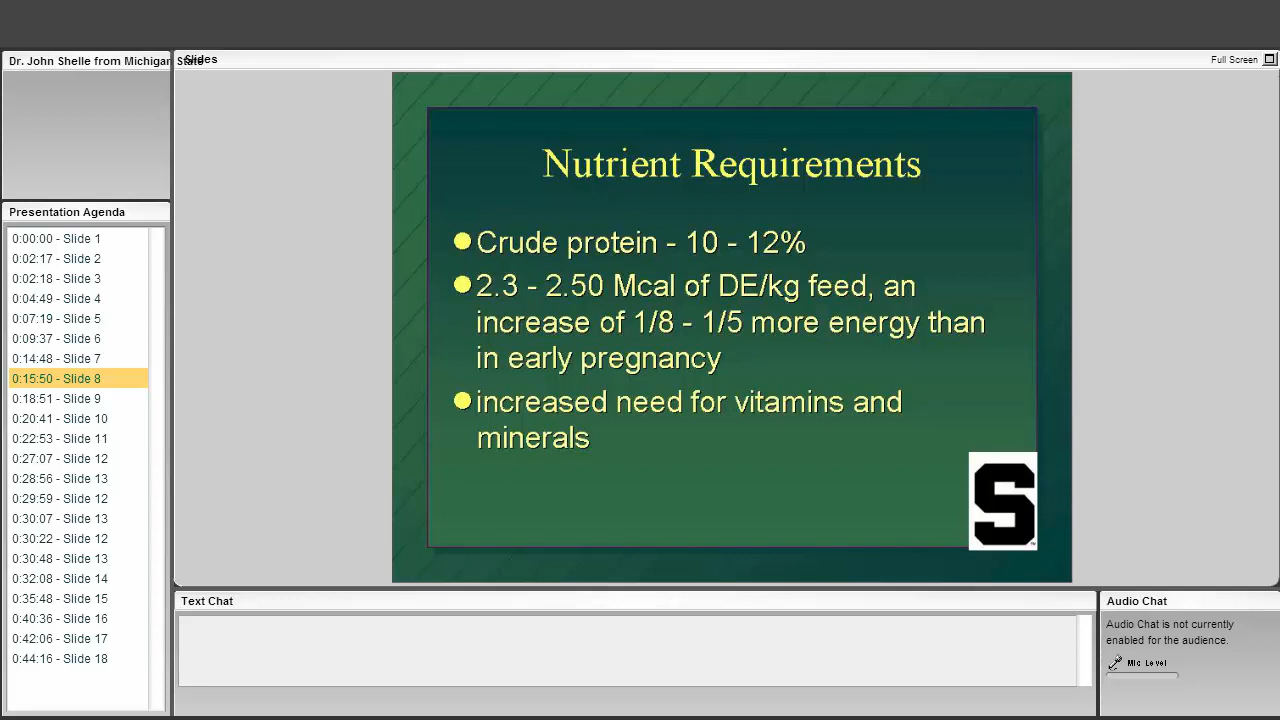 Dr. John Shelle from Michigan State
Slides
Full Screen
Presentation Agenda
0:00:00 - Slide 1
0:02:17 - Slide 2
0:02:18 - Slide 3
0:04:49 - Slide 4
0:07:19 - Slide 5
0:09:37 - Slide 6
0:14:48 - Slide 7
0:15:50 - Slide 8
0:18:51 - Slide 9
0:20:41 - Slide 10
0:22:53 - Slide 11
0:27:07 - Slide 12
0:28:56 - Slide 13
0:29:59 - Slide 12
0:30:07 - Slide 13
0:30:22 - Slide 12
0:30:48 - Slide 13
0:32:08 - Slide 14
0:35:48 - Slide 15
0:40:36 - Slide 16
0:42:06 - Slide 17
0:44:16 - Slide 18
Nutrient Requirements
Crude protein - 10 - 12%
2.3 - 2.50 Mcal of DE/kg feed, an
increase of 1/8 - 1/5 more energy than
in early pregnancy
increased need for vitamins and
minerals
S
Text Chat
Audio Chat
Audio Chat is not currently
enabled for the audience.
Mic Level